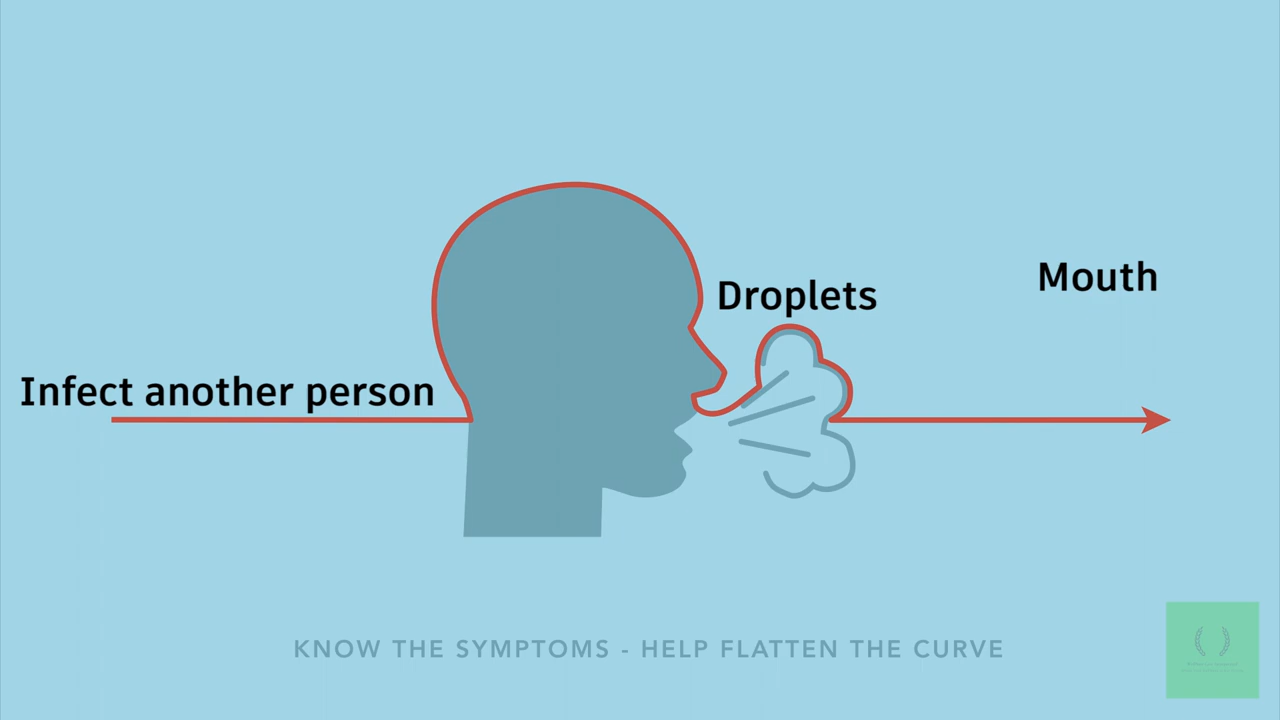 Mouth
Droplets
Infect another person
KNOW THE SYMPTOMS - HELP FLATTEN THE CURVE